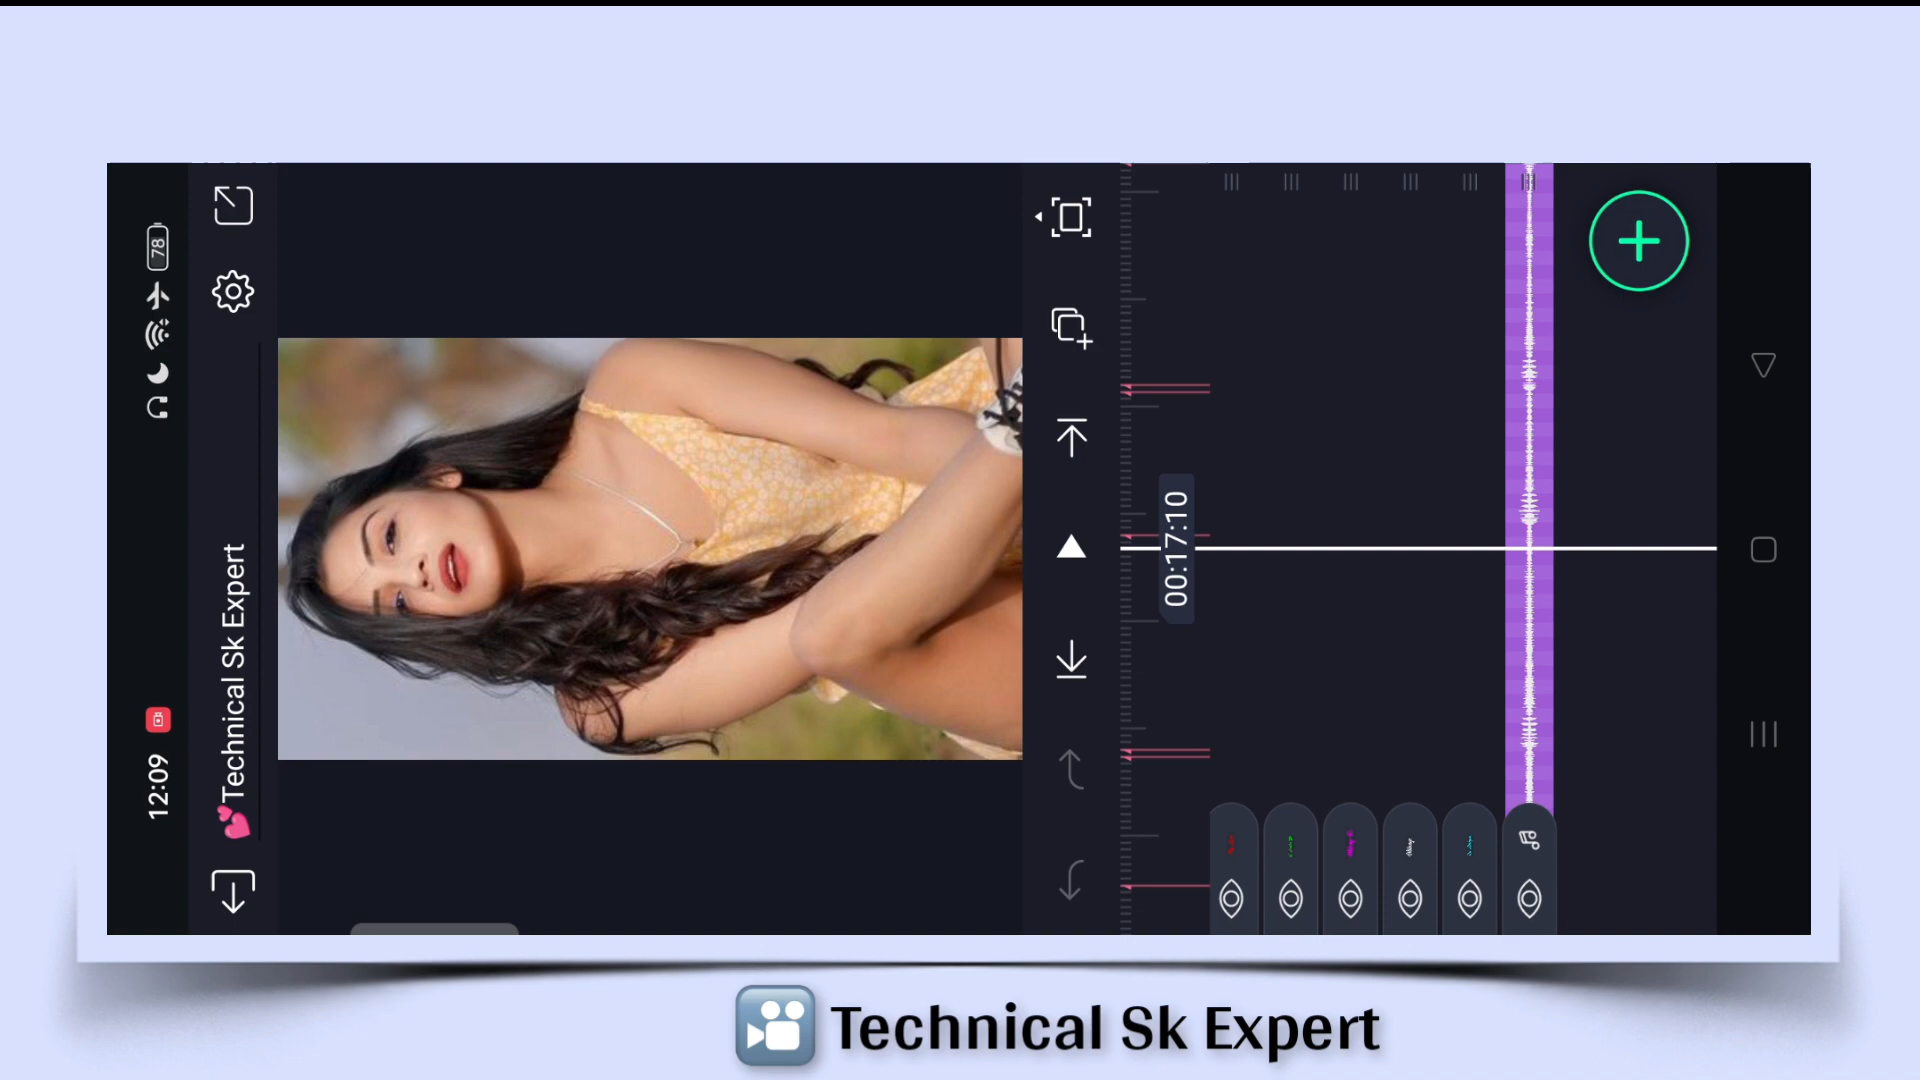 12:09
78
💕Technical Sk Expert
00:17:10
🎦 Technical Sk Expert